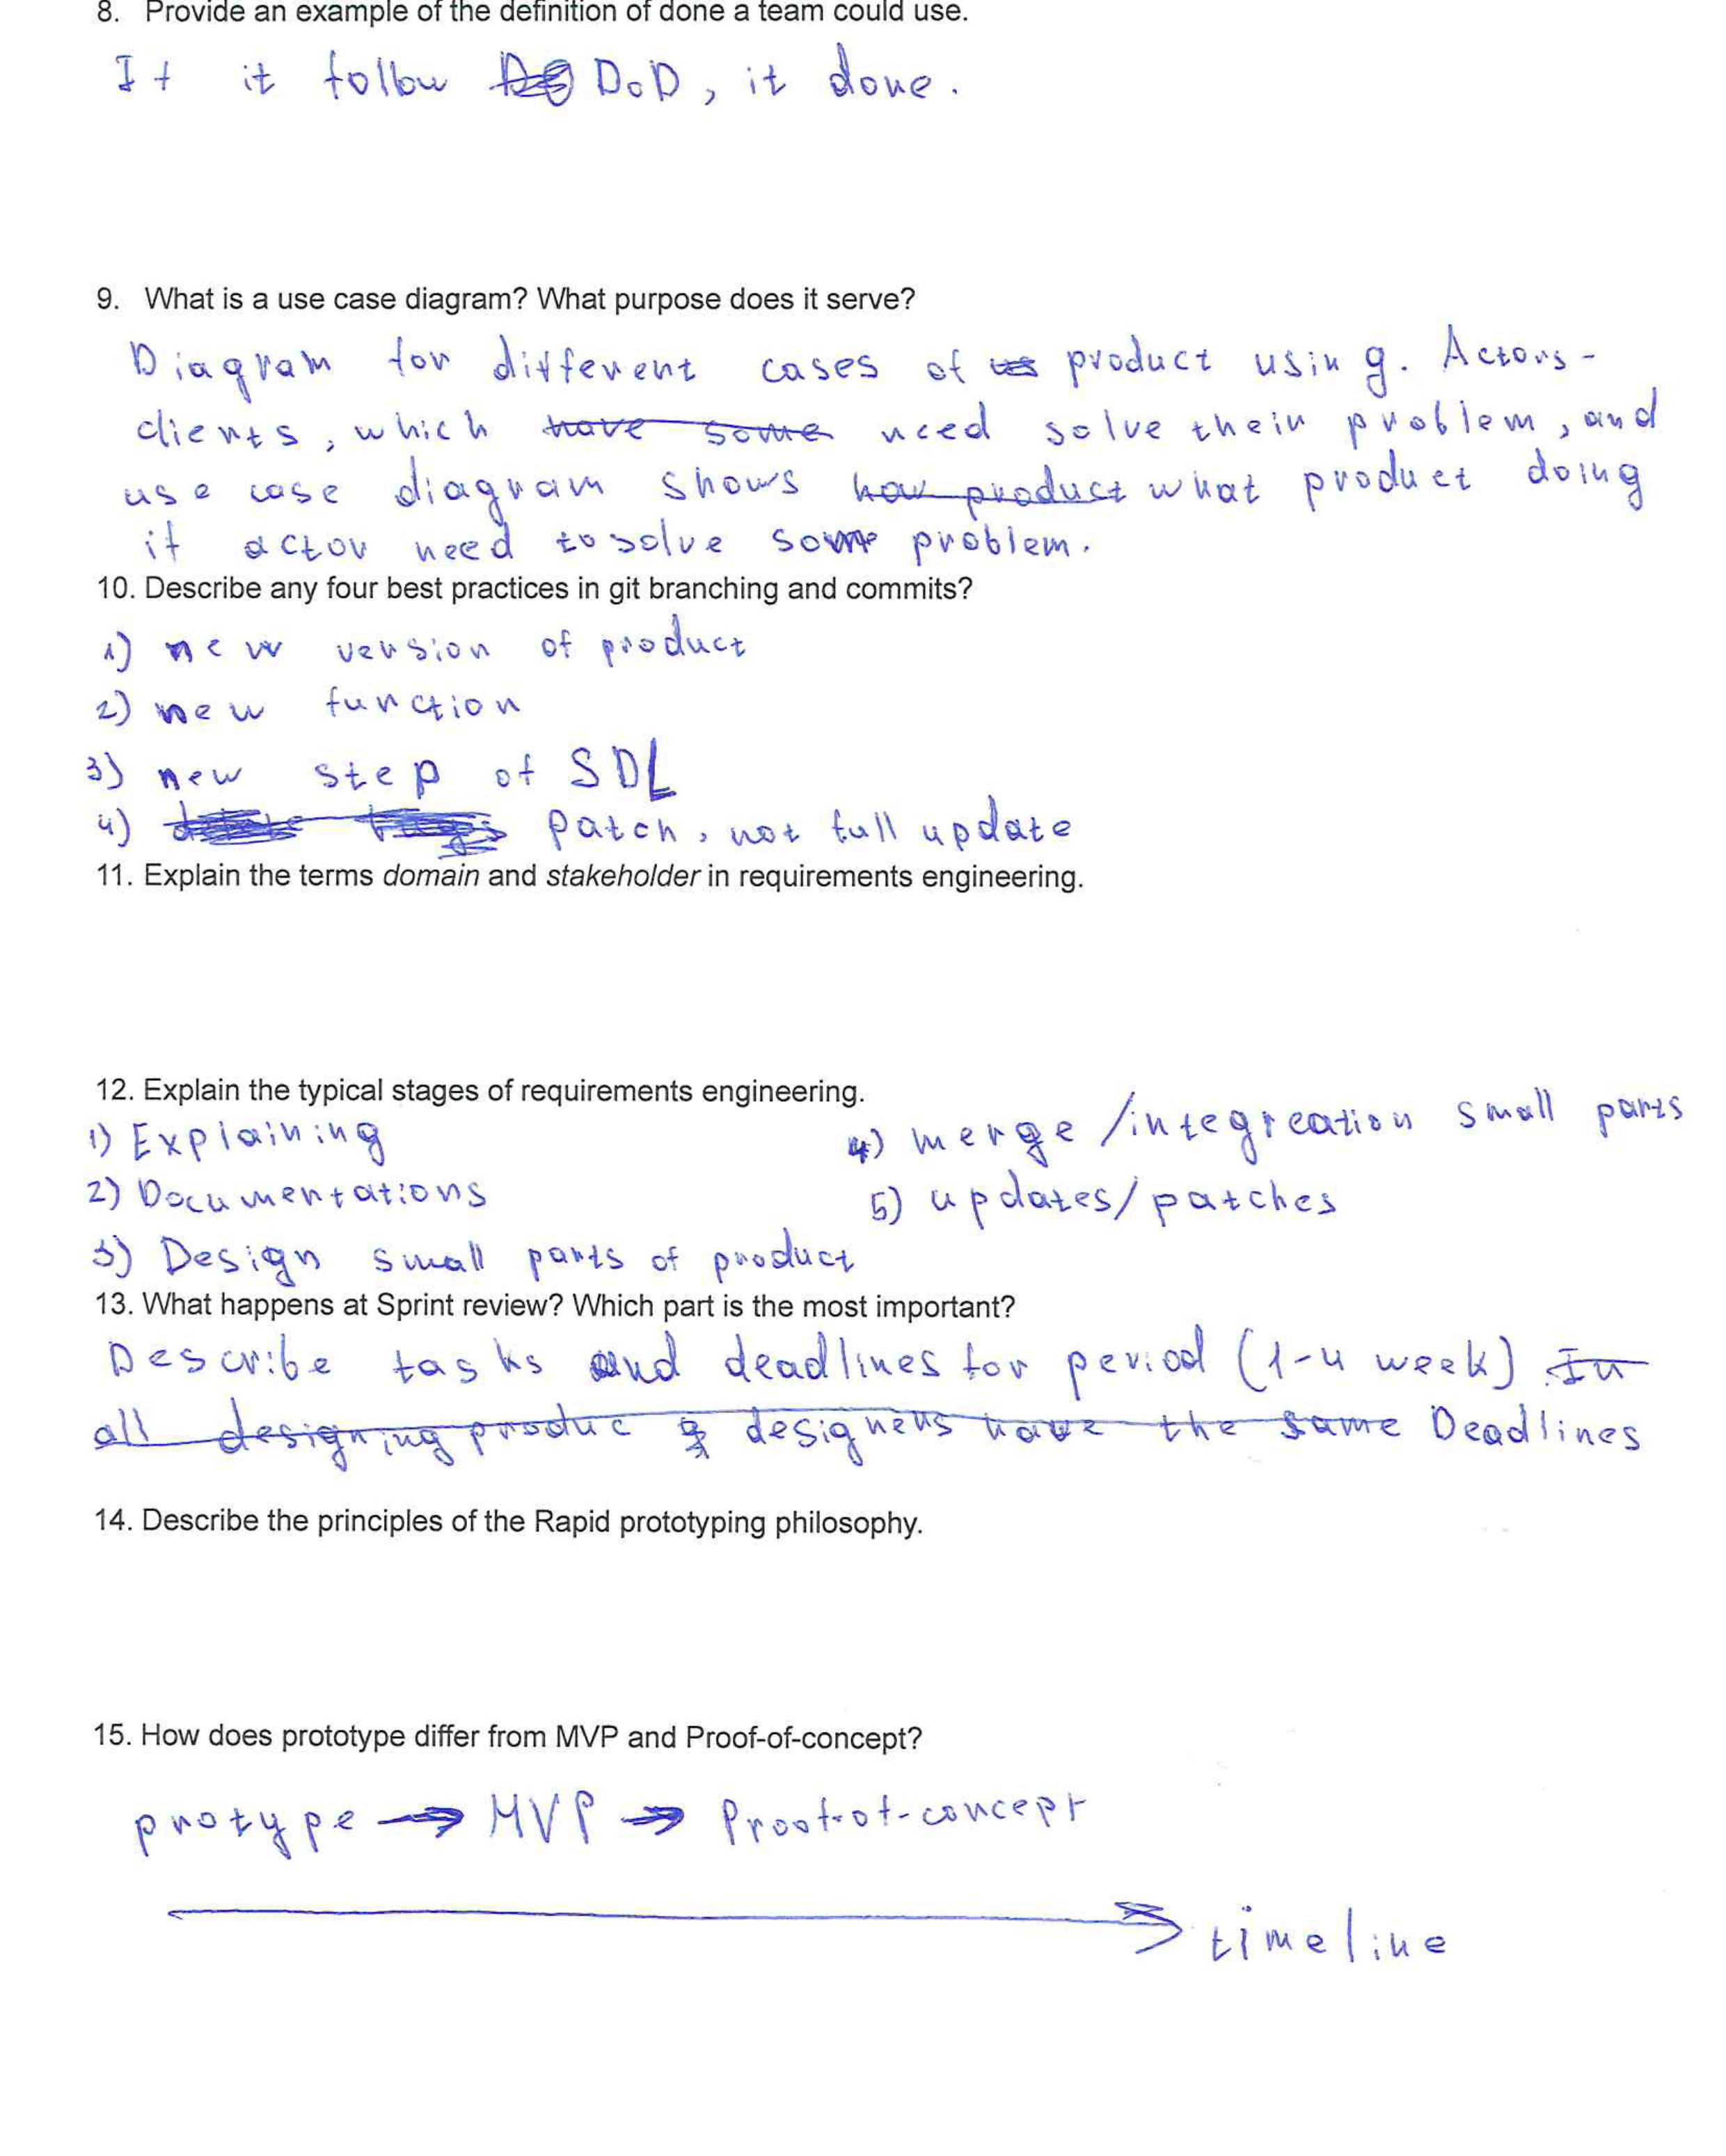 8. Provide an example of the definition of done a team could use.
If it follow DoD, it done.
9. What is a use case diagram? What purpose does it serve?
Diagram for different cases of us product using. Actors -
clients, which have some need solve their problem, and
use case diagram shows how product what product doing
if actor need to solve some problem.
10. Describe any four best practices in git branching and commits?
1) new version of product
2) new function
3) new step of SDL
4) patch, not full update
11. Explain the terms domain and stakeholder in requirements engineering.
12. Explain the typical stages of requirements engineering.
1) Explaining
2) Documentations
3) Design small parts of product
4) merge /integreation small parts
5) updates/patches
13. What happens at Sprint review? Which part is the most important?
Describe tasks and deadlines for period (1-4 week) In
all designing produc designers have the same Deadlines
14. Describe the principles of the Rapid prototyping philosophy.
15. How does prototype differ from MVP and Proof-of-concept?
protype → MVP → Proof-of-concept
timeline